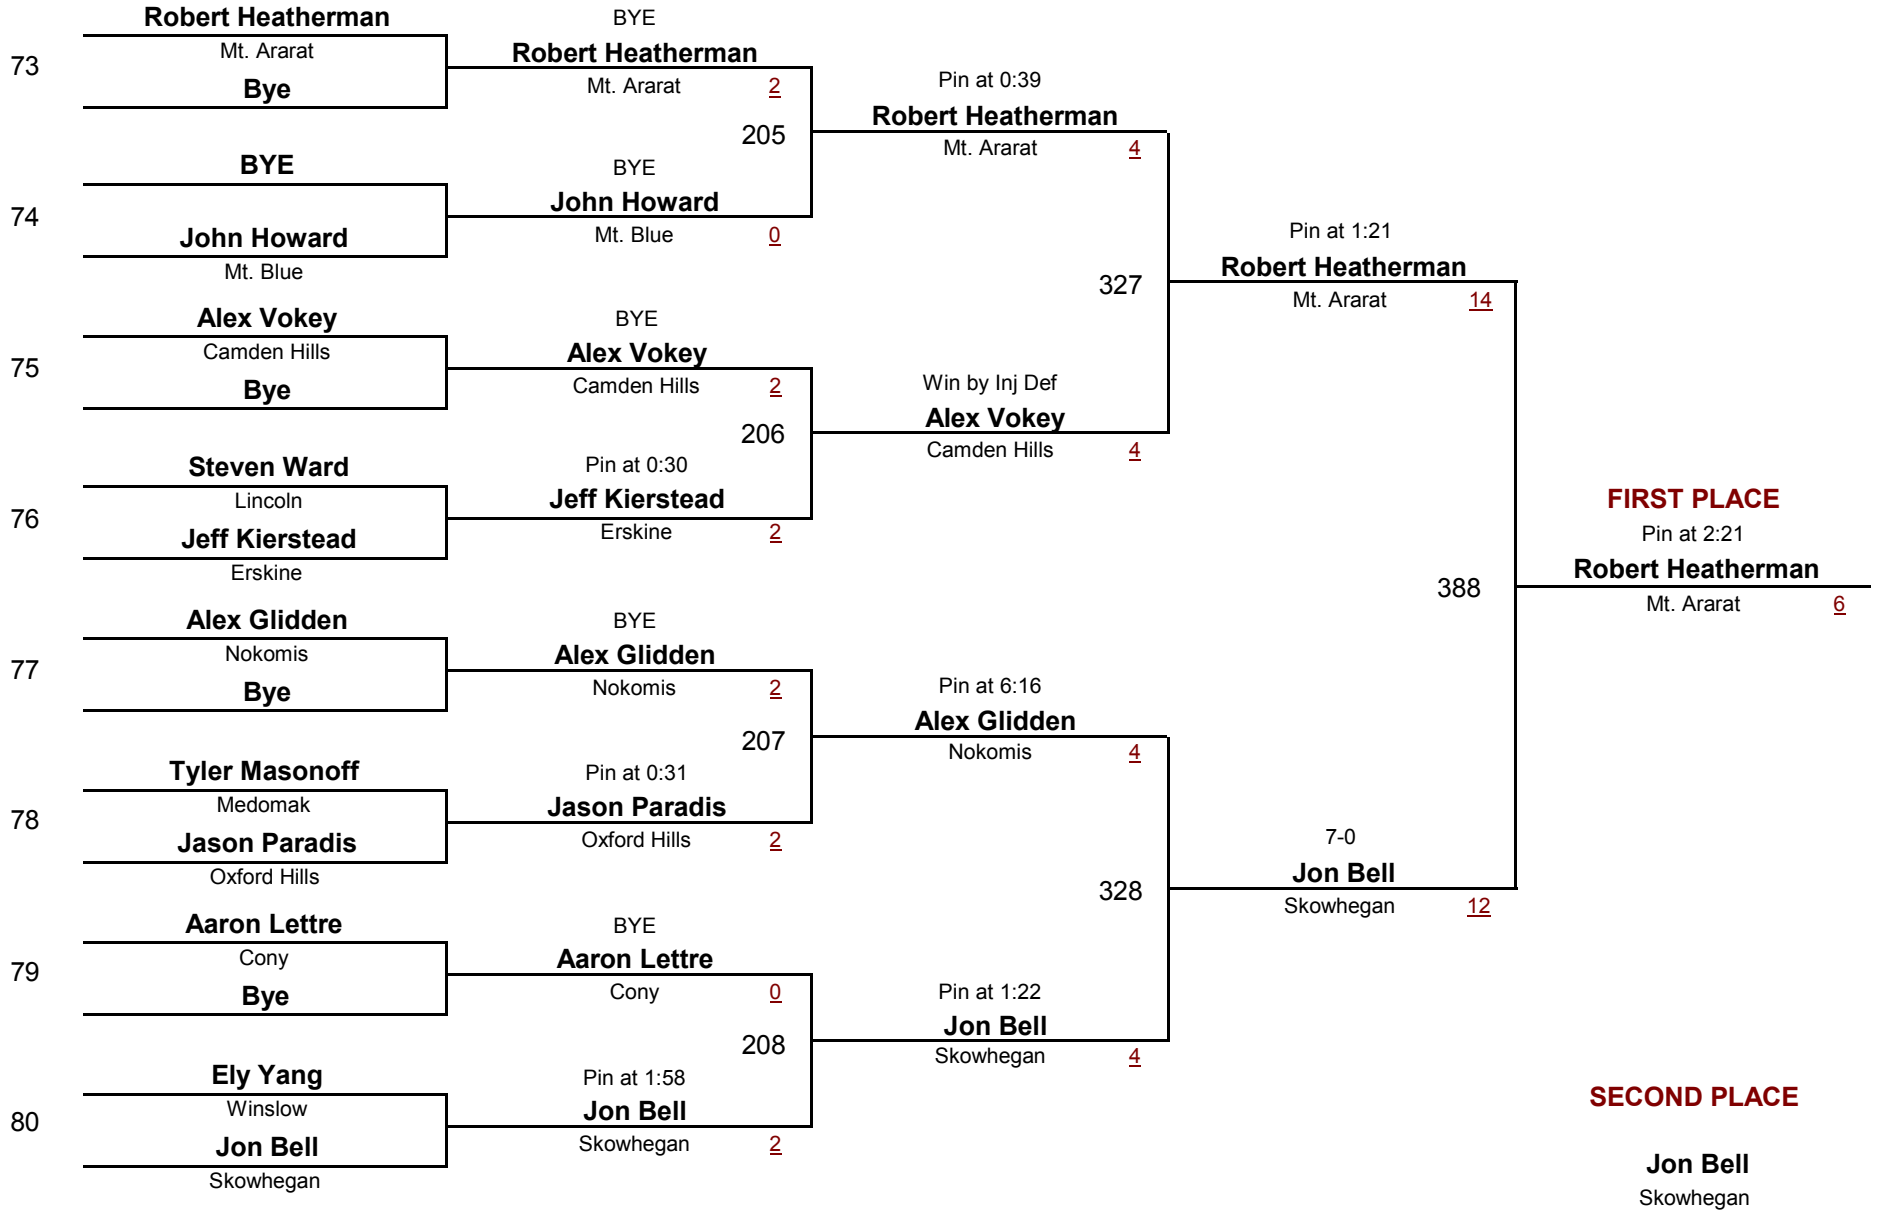 Robert Heatherman
Mt. Ararat
73
Bye
BYE
74
John Howard
Mt. Blue
Alex Vokey
Camden Hills
75
Bye
Steven Ward
Lincoln
76
Jeff Kierstead
Erskine
Alex Glidden
Nokomis
77
Bye
Tyler Masonoff
Medomak
78
Jason Paradis
Oxford Hills
Aaron Lettre
Cony
79
Bye
Ely Yang
Winslow
80
Jon Bell
Skowhegan
BYE
Robert Heatherman
Mt. Ararat 2
205
BYE
John Howard
Mt. Blue 0
BYE
Alex Vokey
Camden Hills 2
206
Pin at 0:30
Jeff Kierstead
Erskine 2
BYE
Alex Glidden
Nokomis 2
207
Pin at 0:31
Jason Paradis
Oxford Hills 2
BYE
Aaron Lettre
Cony 0
208
Pin at 1:58
Jon Bell
Skowhegan 2
Pin at 0:39
Robert Heatherman
Mt. Ararat 4
327
Win by Inj Def
Alex Vokey
Camden Hills 4
Pin at 6:16
Alex Glidden
Nokomis 4
328
Pin at 1:22
Jon Bell
Skowhegan 4
Pin at 1:21
Robert Heatherman
Mt. Ararat 14
388
7-0
Jon Bell
Skowhegan 12
FIRST PLACE
Pin at 2:21
Robert Heatherman
Mt. Ararat 6
SECOND PLACE
Jon Bell
Skowhegan